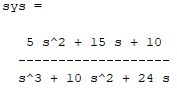 sys =
5 s^2 + 15 s + 10
-------------------
s^3 + 10 s^2 + 24 s